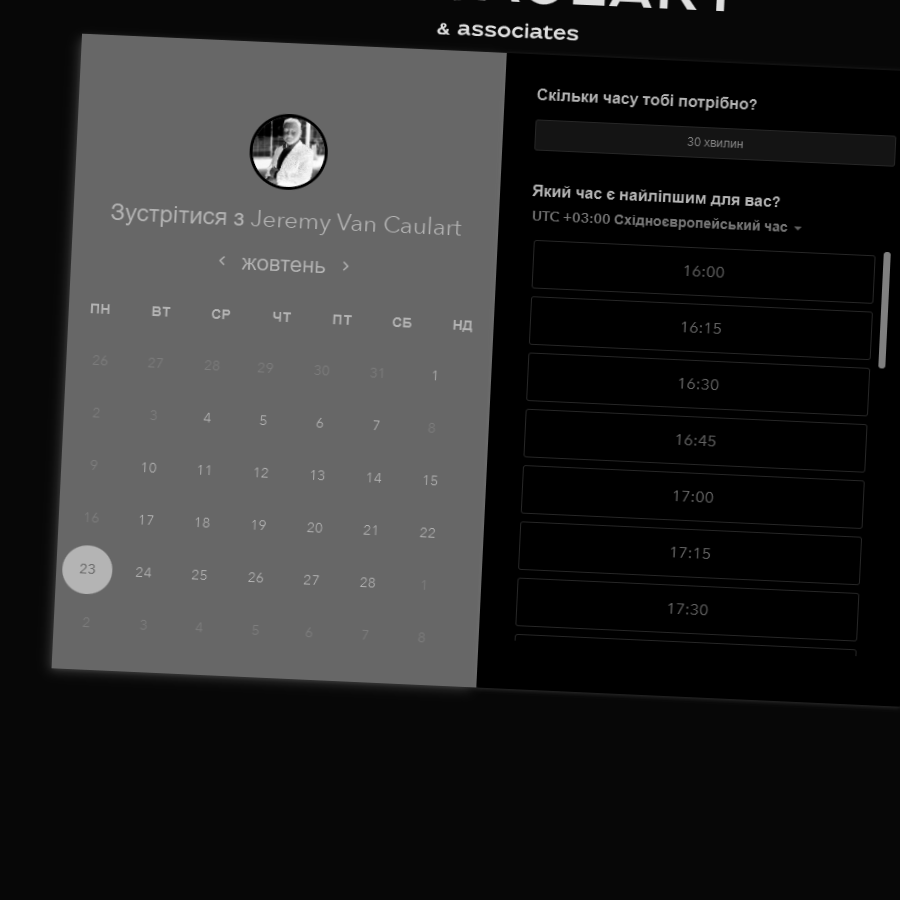 & associates
Зустрітися з Jeremy Van Caulart
жовтень
ПН ВТ СР ЧТ ПТ СБ НД
26 27 28 29 30 31 1
2 3 4 5 6 7 8
9 10 11 12 13 14 15
16 17 18 19 20 21 22
23 24 25 26 27 28 1
2 3 4 5 6 7 8
Скільки часу тобі потрібно?
30 хвилин
Який час є найліпшим для вас?
UTC +03:00 Східноєвропейський час
16:00
16:15
16:30
16:45
17:00
17:15
17:30